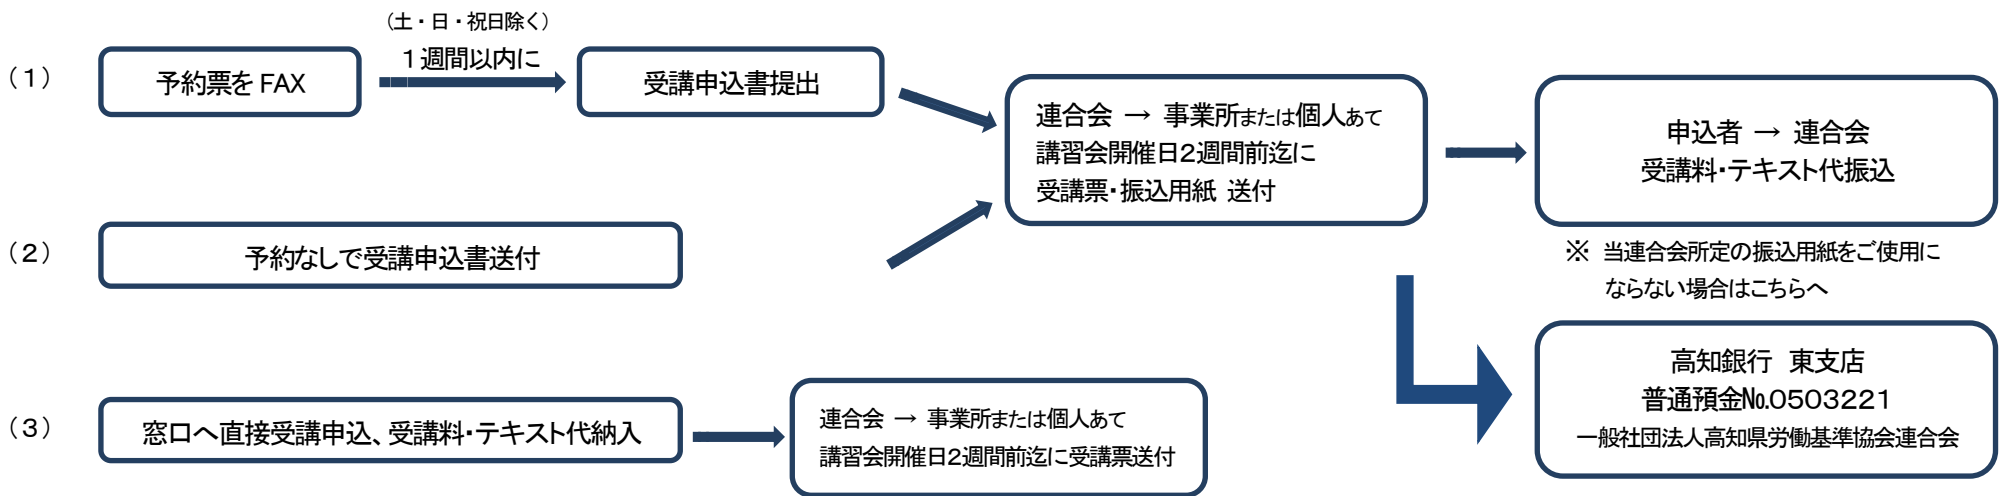 (1)
予約票を FAX
(土・日・祝日除く)
1週間以内に
受講申込書提出
連合会 → 事業所または個人あて
講習会開催日2週間前迄に
受講票・振込用紙 送付
申込者 → 連合会
受講料・テキスト代振込
(2)
予約なしで受講申込書送付
※ 当連合会所定の振込用紙をご使用に
ならない場合はこちらへ
高知銀行 東支店
普通預金№0503221
一般社団法人高知県労働基準協会連合会
(3)
窓口へ直接受講申込、受講料・テキスト代納入
連合会 → 事業所または個人あて
講習会開催日2週間前迄に受講票送付